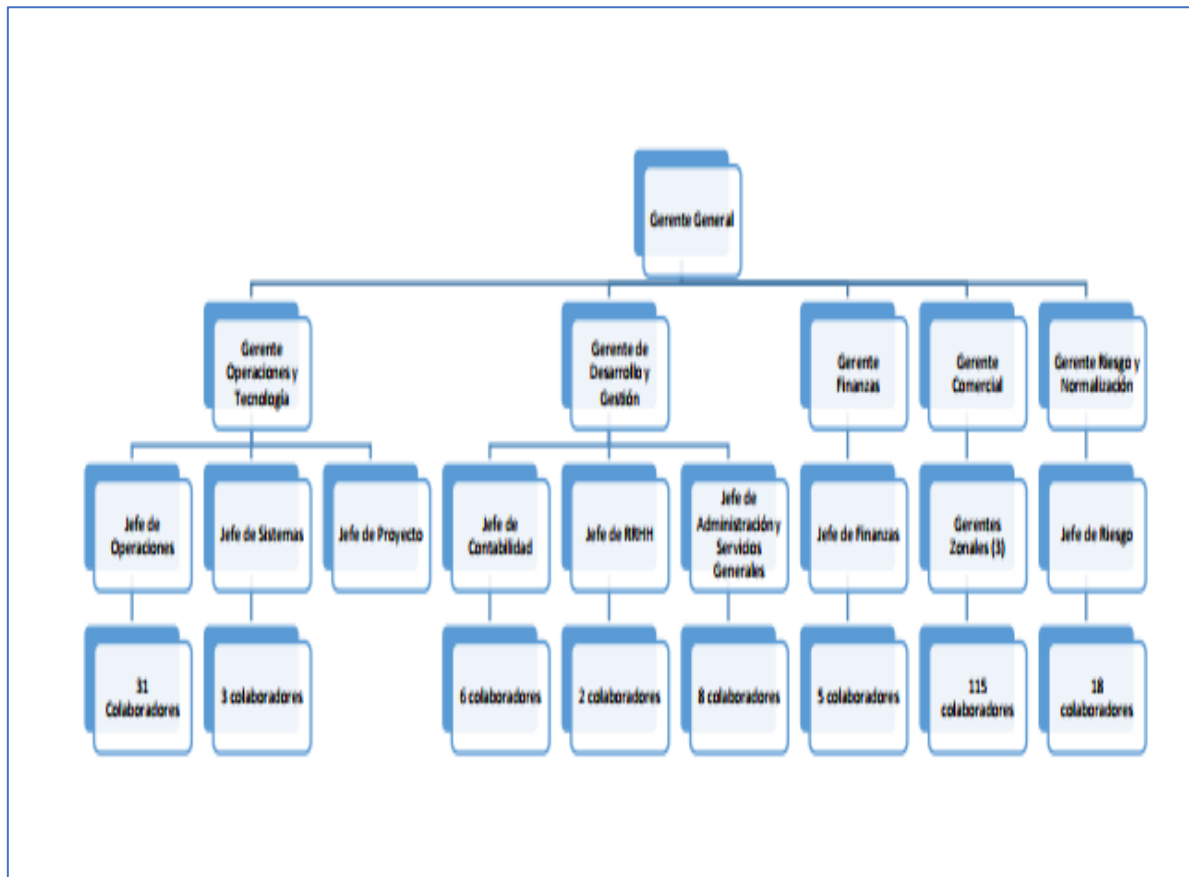 Gerente General
Gerente
Operaciones y
Tecnología
Gerente de
Desarrollo y
Gestión
Gerente
Finanzas
Gerente
Comercial
Gerente Riesgo y
Normalización
Jefe de
Operaciones
Jefe de Sistemas
Jefe de Proyecto
Jefe de
Contabilidad
Jefe de RRHH
Jefe de
Administración y
Servicios
Generales
Jefe de Finanzas
Gerentes
Zonales (3)
Jefe de Riesgo
31
Colaboradores
3 colaboradores
6 colaboradores
2 colaboradores
8 colaboradores
5 colaboradores
115
colaboradores
18
colaboradores